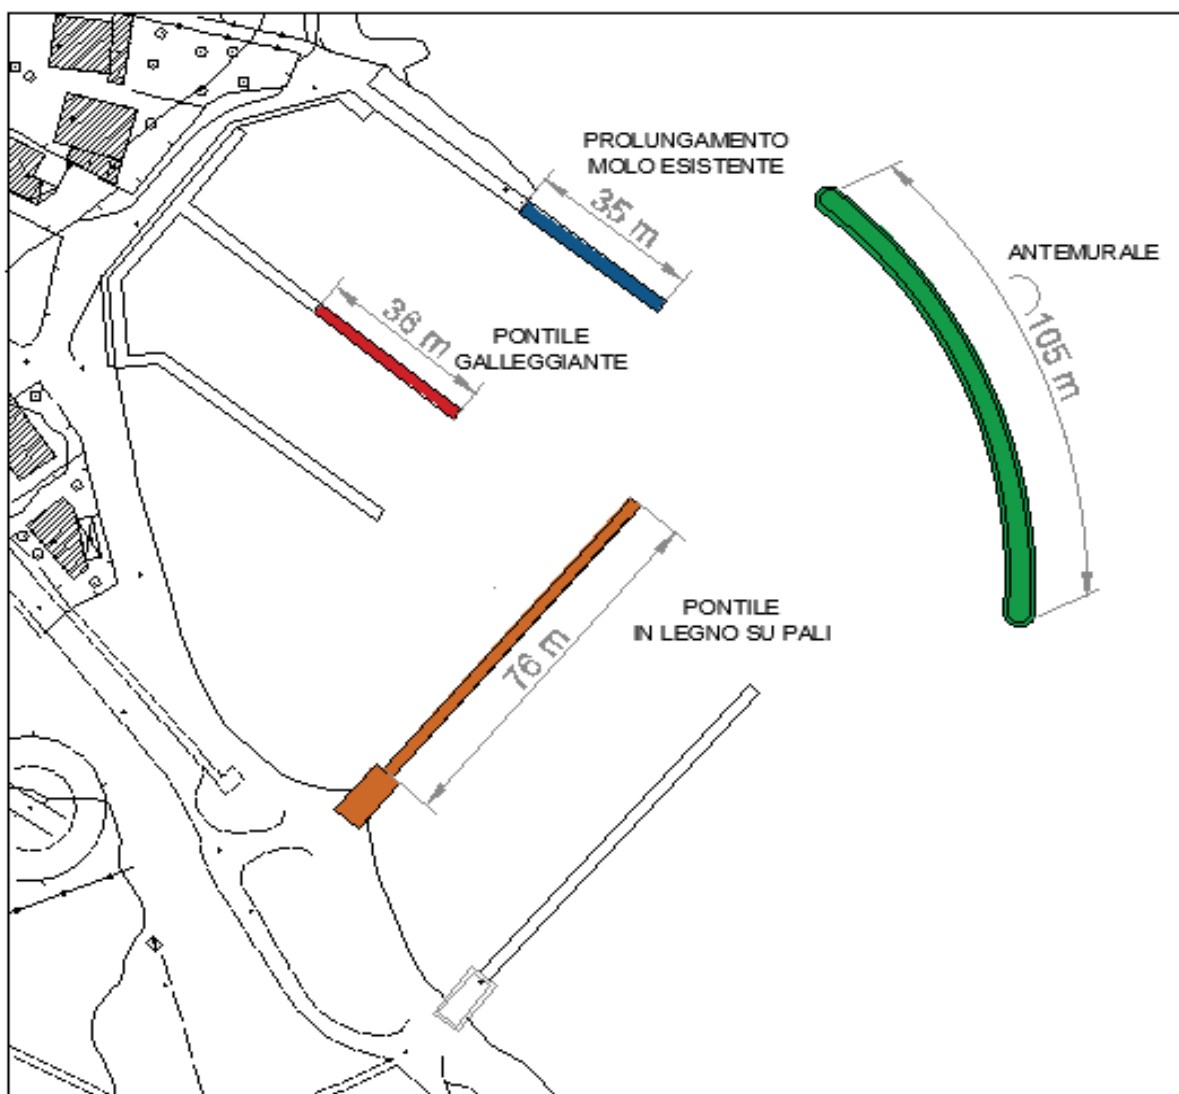 PROLUNGAMENTO
MOLO ESISTENTE
35 m
ANTEMURALE
105 m
36 m
PONTILE
GALLEGGIANTE
PONTILE
IN LEGNO SU PALI
76 m